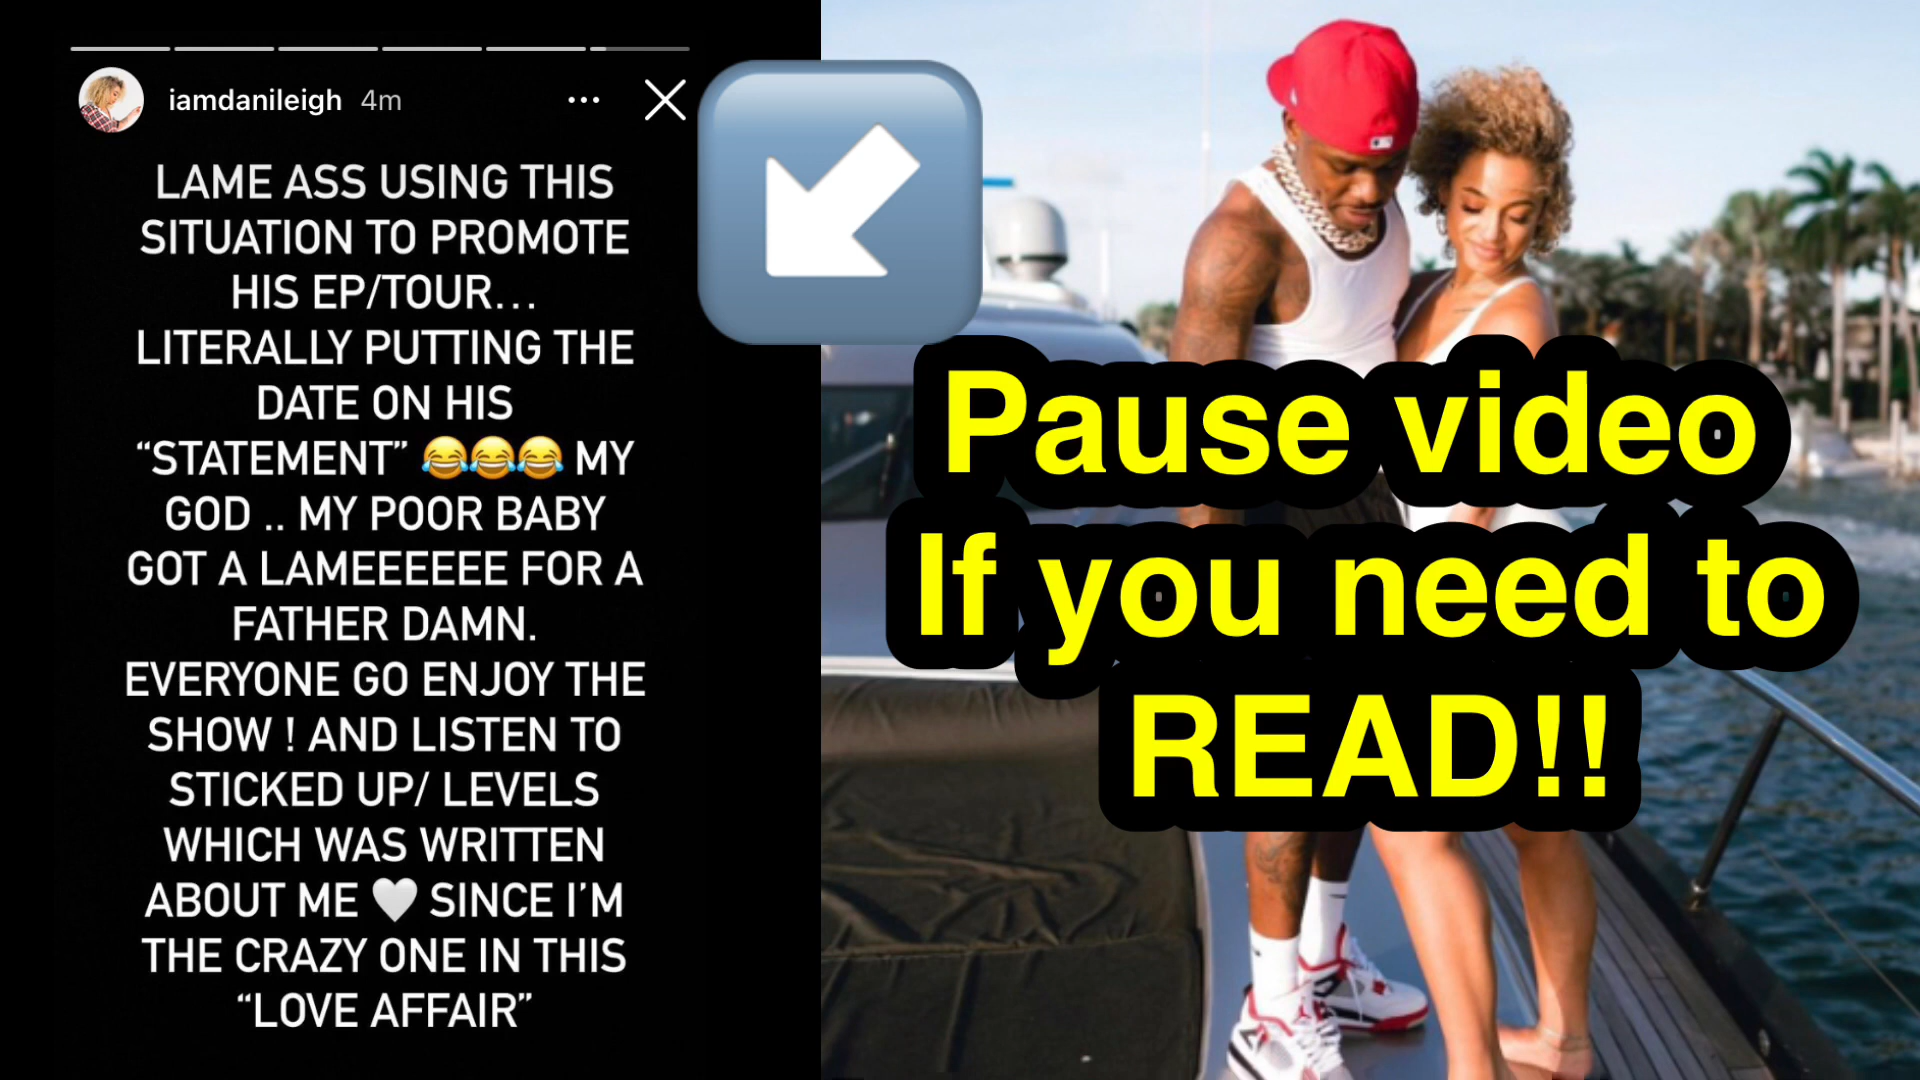 iamdanileigh 4m
LAME ASS USING THIS
SITUATION TO PROMOTE
HIS EP/TOUR...
LITERALLY PUTTING THE
DATE ON HIS
“STATEMENT” 😂😂😂 MY
GOD .. MY POOR BABY
GOT A LAMEEEEEE FOR A
FATHER DAMN.
EVERYONE GO ENJOY THE
SHOW ! AND LISTEN TO
STICKED UP/ LEVELS
WHICH WAS WRITTEN
ABOUT ME 🤍 SINCE I’M
THE CRAZY ONE IN THIS
“LOVE AFFAIR”
Pause video
If you need to
READ!!